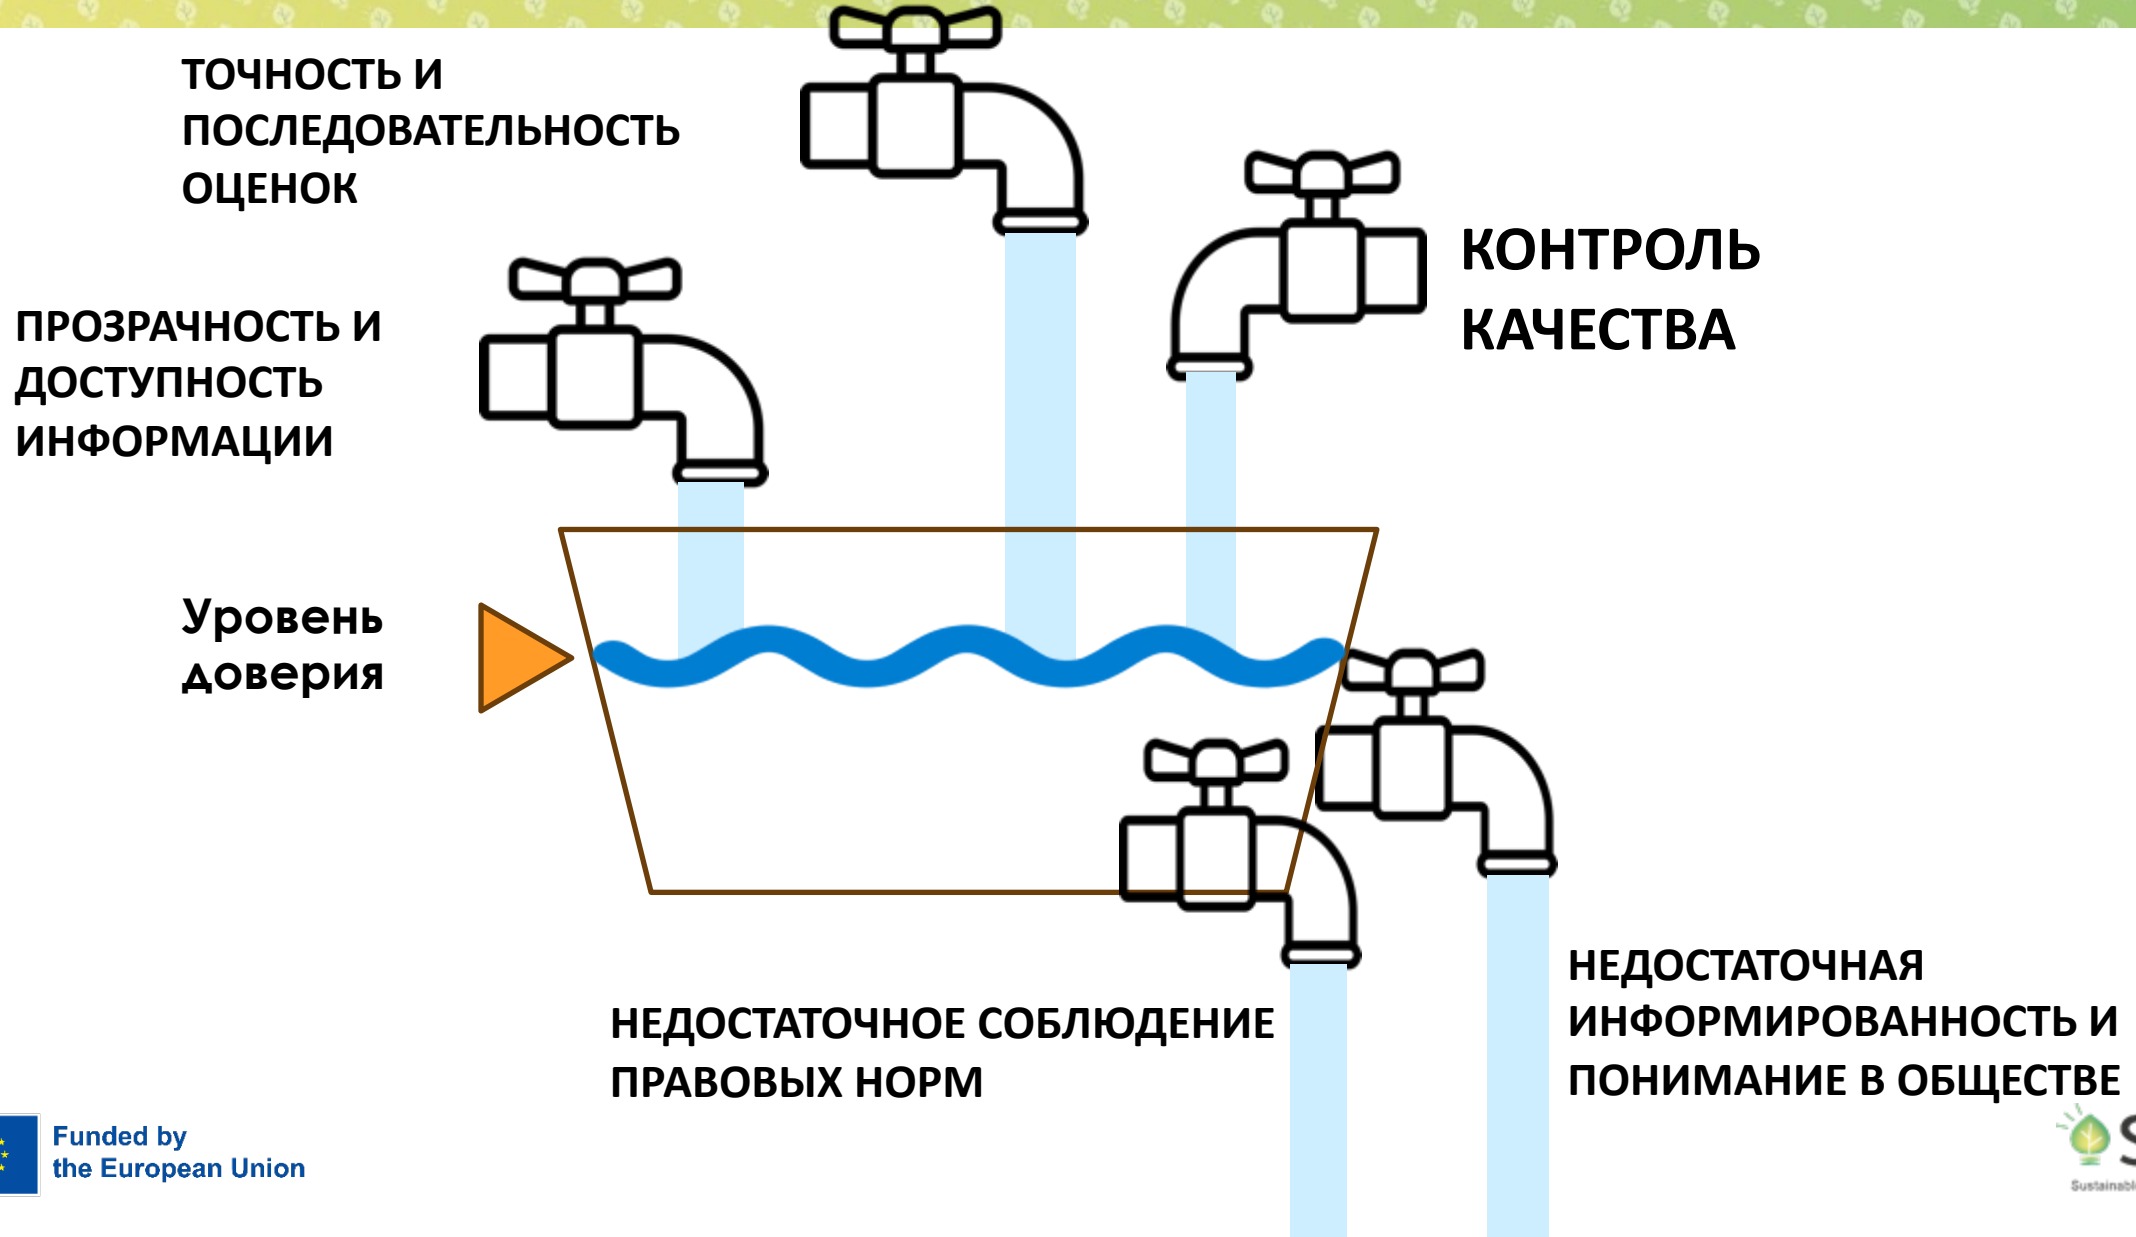 ТОЧНОСТЬ И
ПОСЛЕДОВАТЕЛЬНОСТЬ
ОЦЕНОК
КОНТРОЛЬ
КАЧЕСТВА
ПРОЗРАЧНОСТЬ И
ДОСТУПНОСТЬ
ИНФОРМАЦИИ
Уровень
доверия
НЕДОСТАТОЧНОЕ СОБЛЮДЕНИЕ
ПРАВОВЫХ НОРМ
НЕДОСТАТОЧНАЯ
ИНФОРМИРОВАННОСТЬ И
ПОНИМАНИЕ В ОБЩЕСТВЕ
Funded by
the European Union